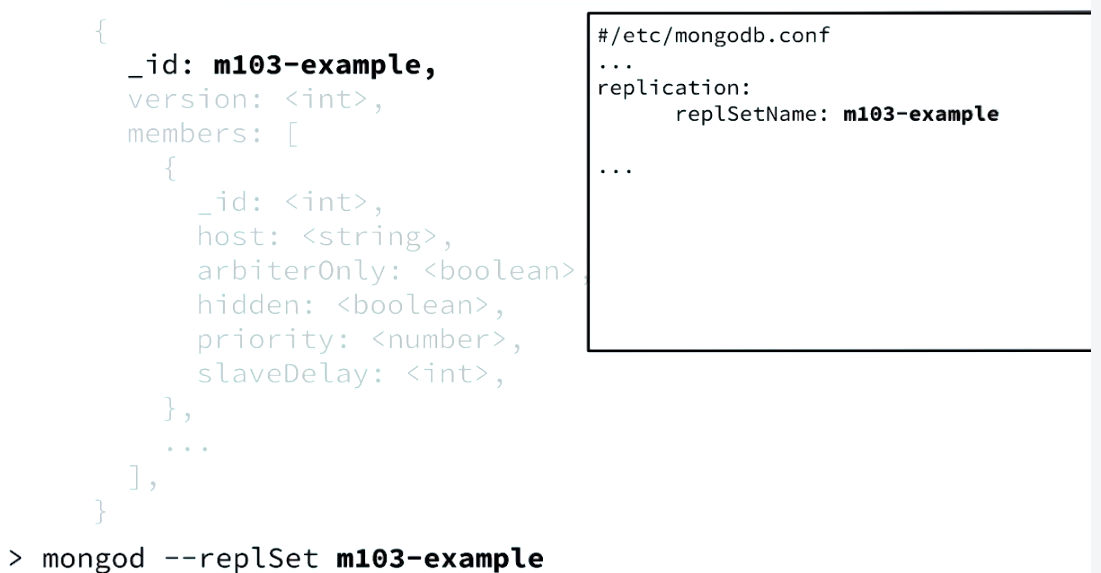 {
_id: m103-example,
version: <int>,
members: [
{
_id: <int>,
host: <string>,
arbiterOnly: <boolean>,
hidden: <boolean>,
priority: <number>,
slaveDelay: <int>,
},
...
],
}
> mongod --replSet m103-example
#/etc/mongodb.conf
...
replication:
replSetName: m103-example
...